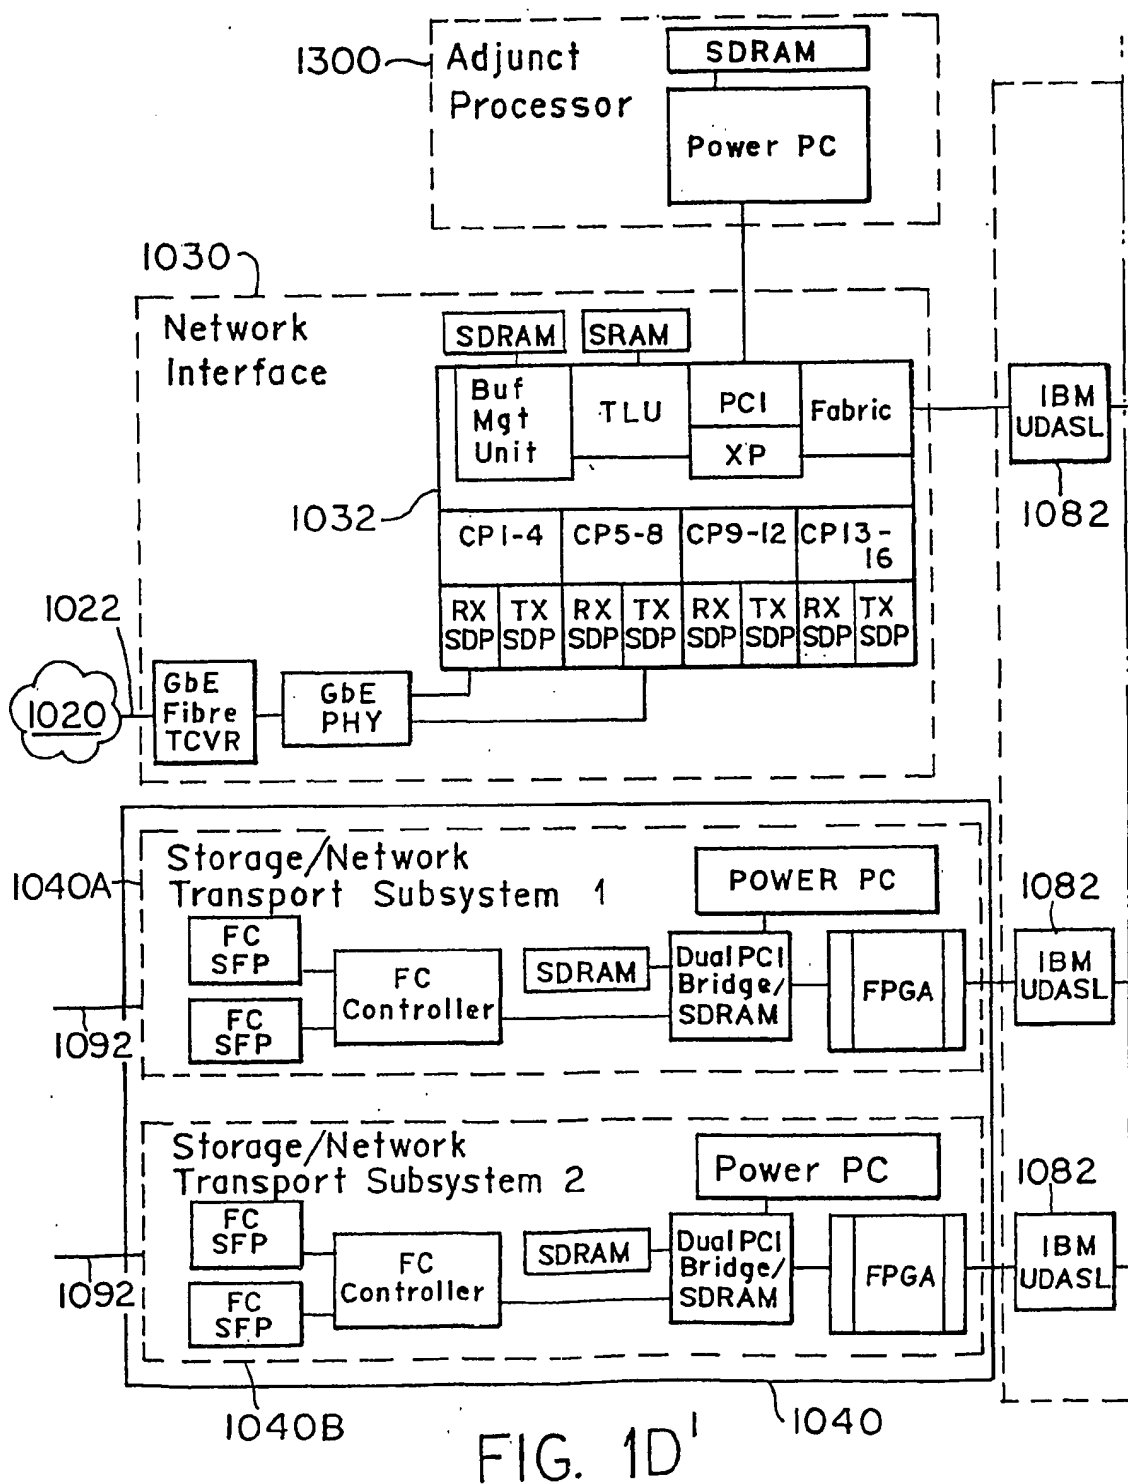 1300
Adjunct
Processor
SDRAM
Power PC
1030
Network
Interface
SDRAM
SRAM
Buf
Mgt
Unit
TLU
PCI
XP
Fabric
IBM
UDASL
1082
1032
CP1-4
CP5-8
CP9-12
CP13-
16
RX
SDP
TX
SDP
RX
SDP
TX
SDP
RX
SDP
TX
SDP
RX
SDP
TX
SDP
1022
1020
GbE
Fibre
TCVR
GbE
PHY
1040A
Storage/Network
Transport Subsystem 1
POWER PC
FC
SFP
FC
SFP
FC
Controller
SDRAM
Dual PCI
Bridge/
SDRAM
FPGA
1082
IBM
UDASL
1092
Storage/Network
Transport Subsystem 2
Power PC
FC
SFP
FC
SFP
FC
Controller
SDRAM
Dual PCI
Bridge/
SDRAM
FPGA
1082
IBM
UDASL
1092
1040B
1040
FIG. 1D'